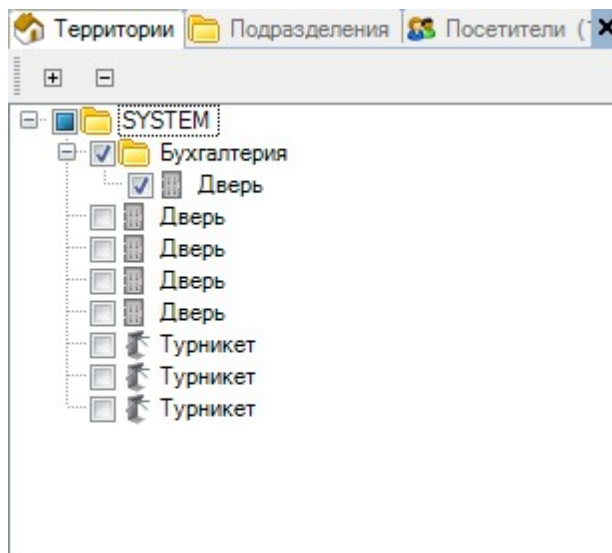 Территории Подразделения Посетители (
SYSTEM
Бухгалтерия
Дверь
Дверь
Дверь
Дверь
Дверь
Турникет
Турникет
Турникет